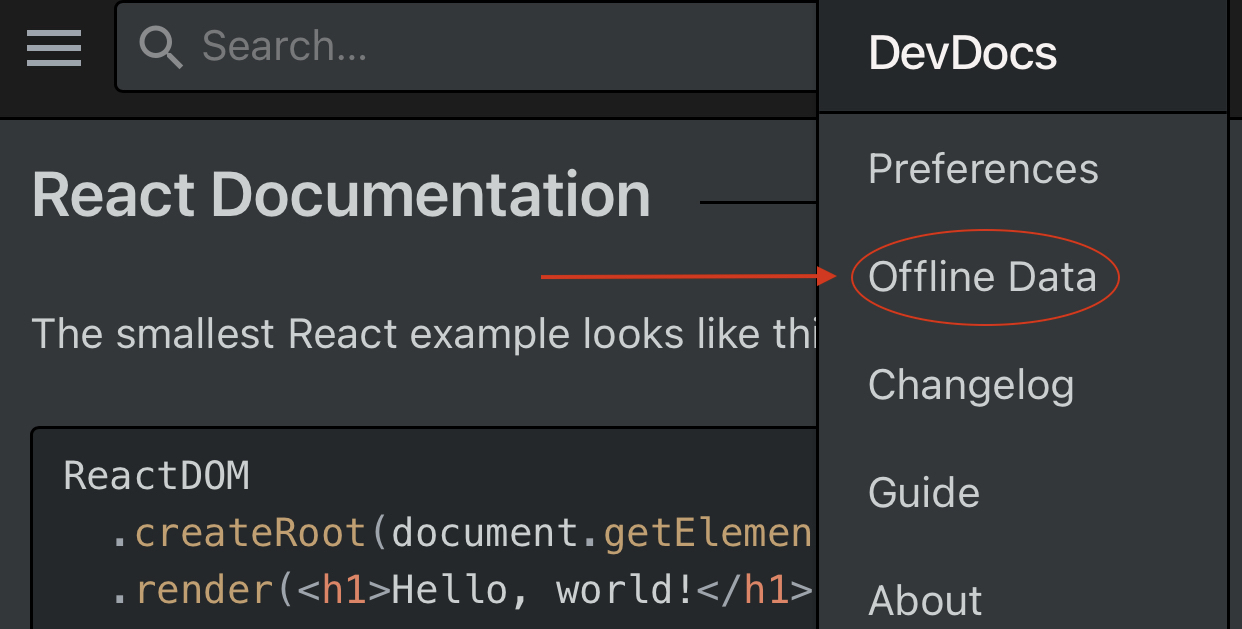 Search...
DevDocs
React Documentation
The smallest React example looks like thi
ReactDOM
.createRoot(document.getElemen
.render(<h1>Hello, world!</h1>
Preferences
Offline Data
Changelog
Guide
About